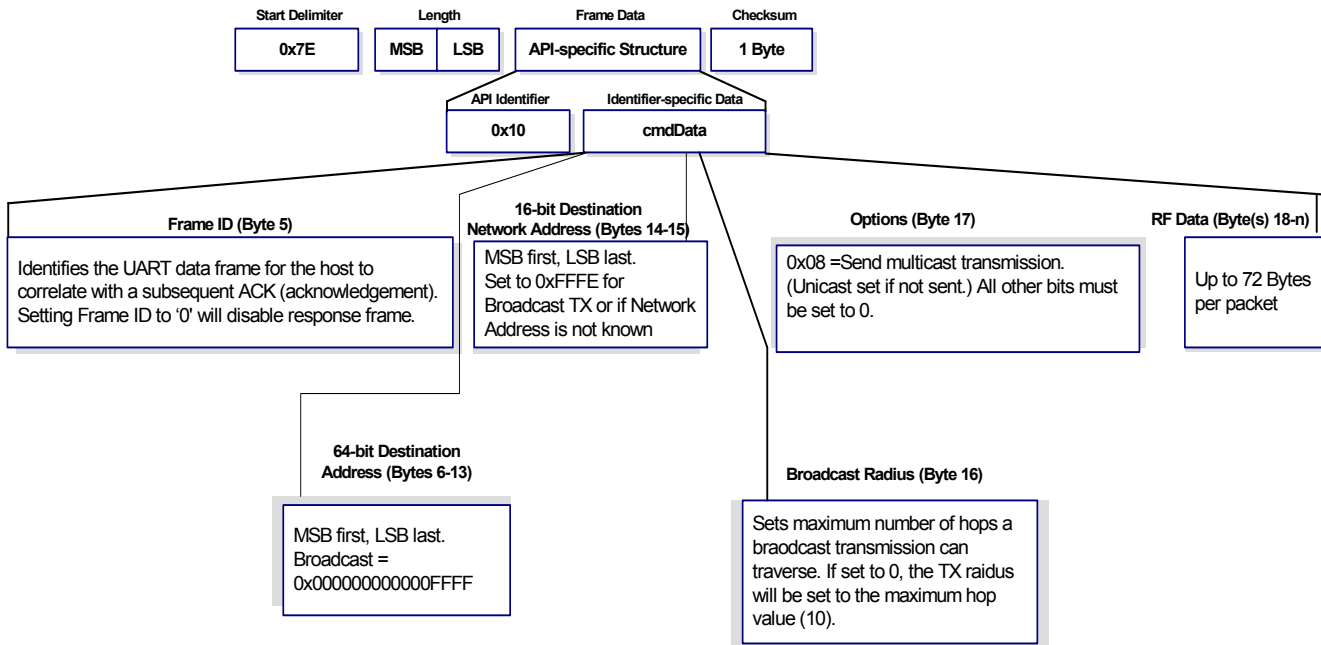 Start Delimiter
Length
Frame Data
Checksum
0x7E
MSB
LSB
API-specific Structure
1 Byte
API Identifier
Identifier-specific Data
0x10
cmdData
Frame ID (Byte 5)
Identifies the UART data frame for the host to
correlate with a subsequent ACK (acknowledgement).
Setting Frame ID to ‘0' will disable response frame.
16-bit Destination
Network Address (Bytes 14-15)
MSB first, LSB last.
Set to 0xFFFE for
Broadcast TX or if Network
Address is not known
Options (Byte 17)
0x08 =Send multicast transmission.
(Unicast set if not sent.) All other bits must
be set to 0.
RF Data (Byte(s) 18-n)
Up to 72 Bytes
per packet
64-bit Destination
Address (Bytes 6-13)
MSB first, LSB last.
Broadcast =
0x000000000000FFFF
Broadcast Radius (Byte 16)
Sets maximum number of hops a
braodcast transmission can
traverse. If set to 0, the TX raidus
will be set to the maximum hop
value (10).